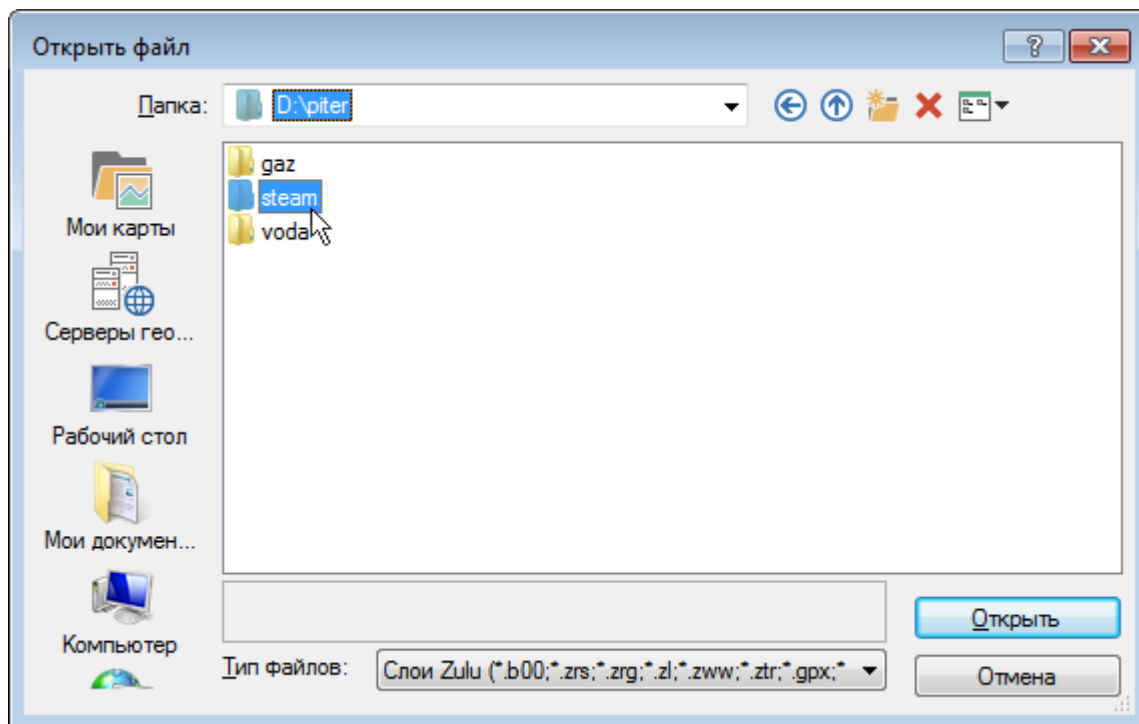 Открыть файл
Папка:
D:\piter
gaz
steam
voda
Мои карты
Серверы гео...
Рабочий стол
Мои докумен...
Компьютер
Тип файлов:
Слои Zulu (*.b00;*.zrs;*.zrg;*.zl;*.zww;*.ztr;*.gpx;*
Открыть
Отмена